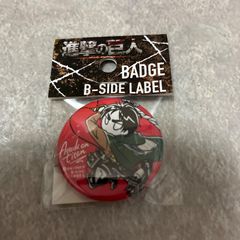 進撃の巨人
BADGE
B-SIDE LABEL
Attack on
titan